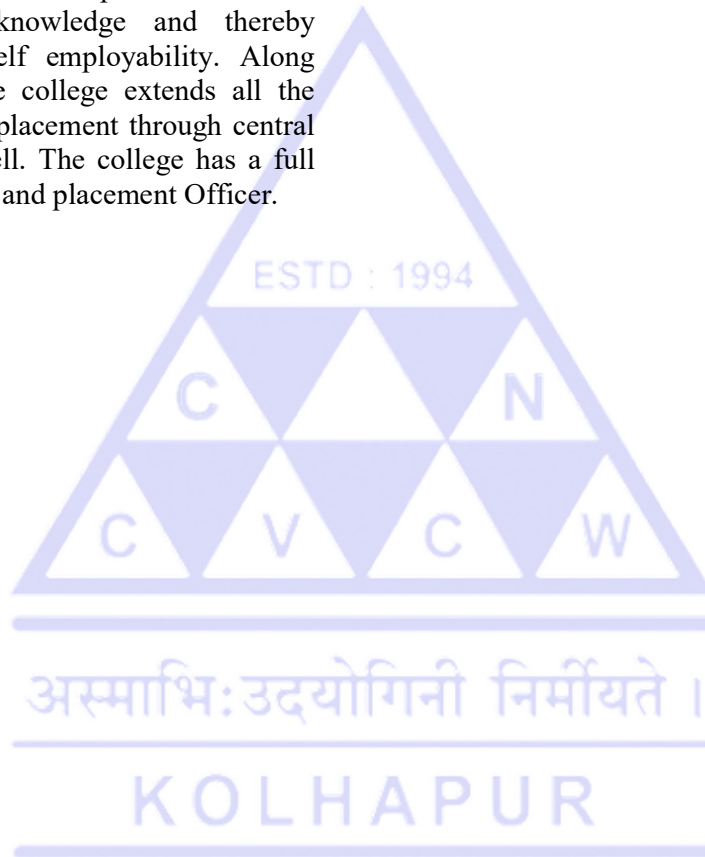 knowledge and thereby
elf employability. Along
e college extends all the
placement through central
ell. The college has a full
and placement Officer.
ESTD : 1994
C N
C V C W
अस्माभि:उदयोगिनी निर्मीयते ।
KOLHAPUR